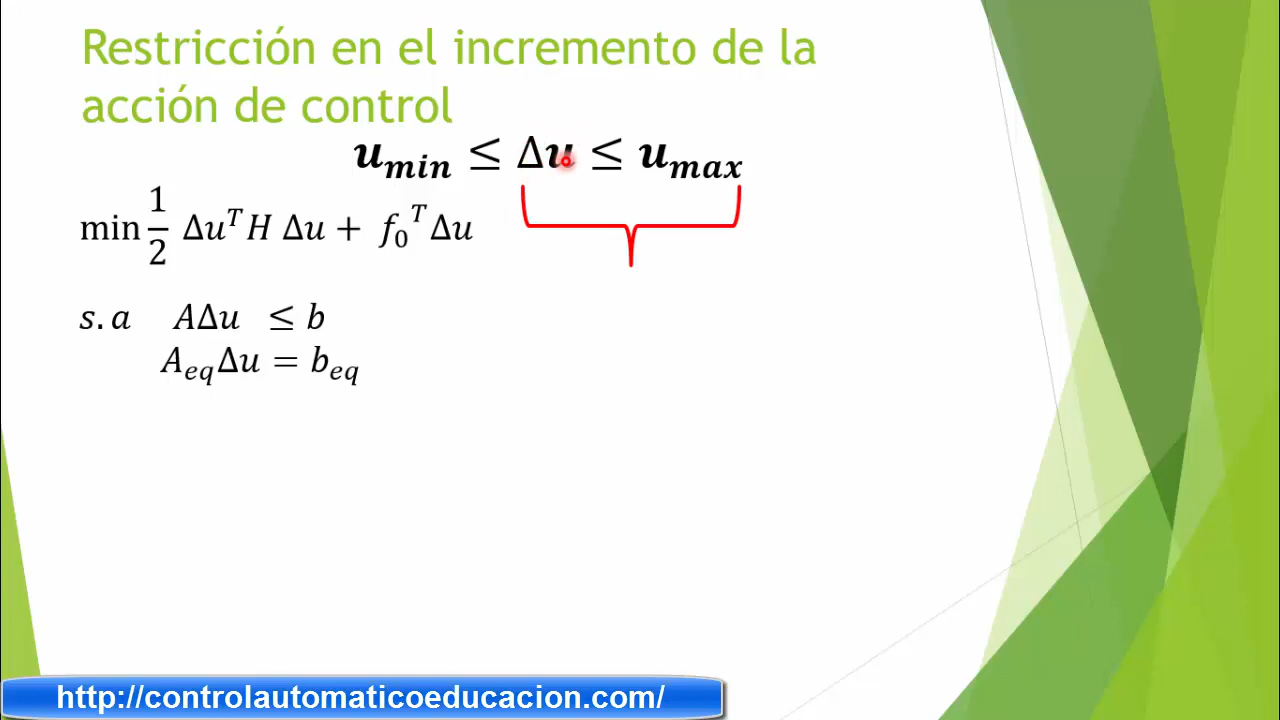 Restricción en el incremento de la
acción de control
u_min ≤ Δu ≤ u_max
min 1/2 Δu^T H Δu + f_0^T Δu
s.a AΔu ≤ b
A_eq Δu = b_eq
http://controlautomaticoeducacion.com/